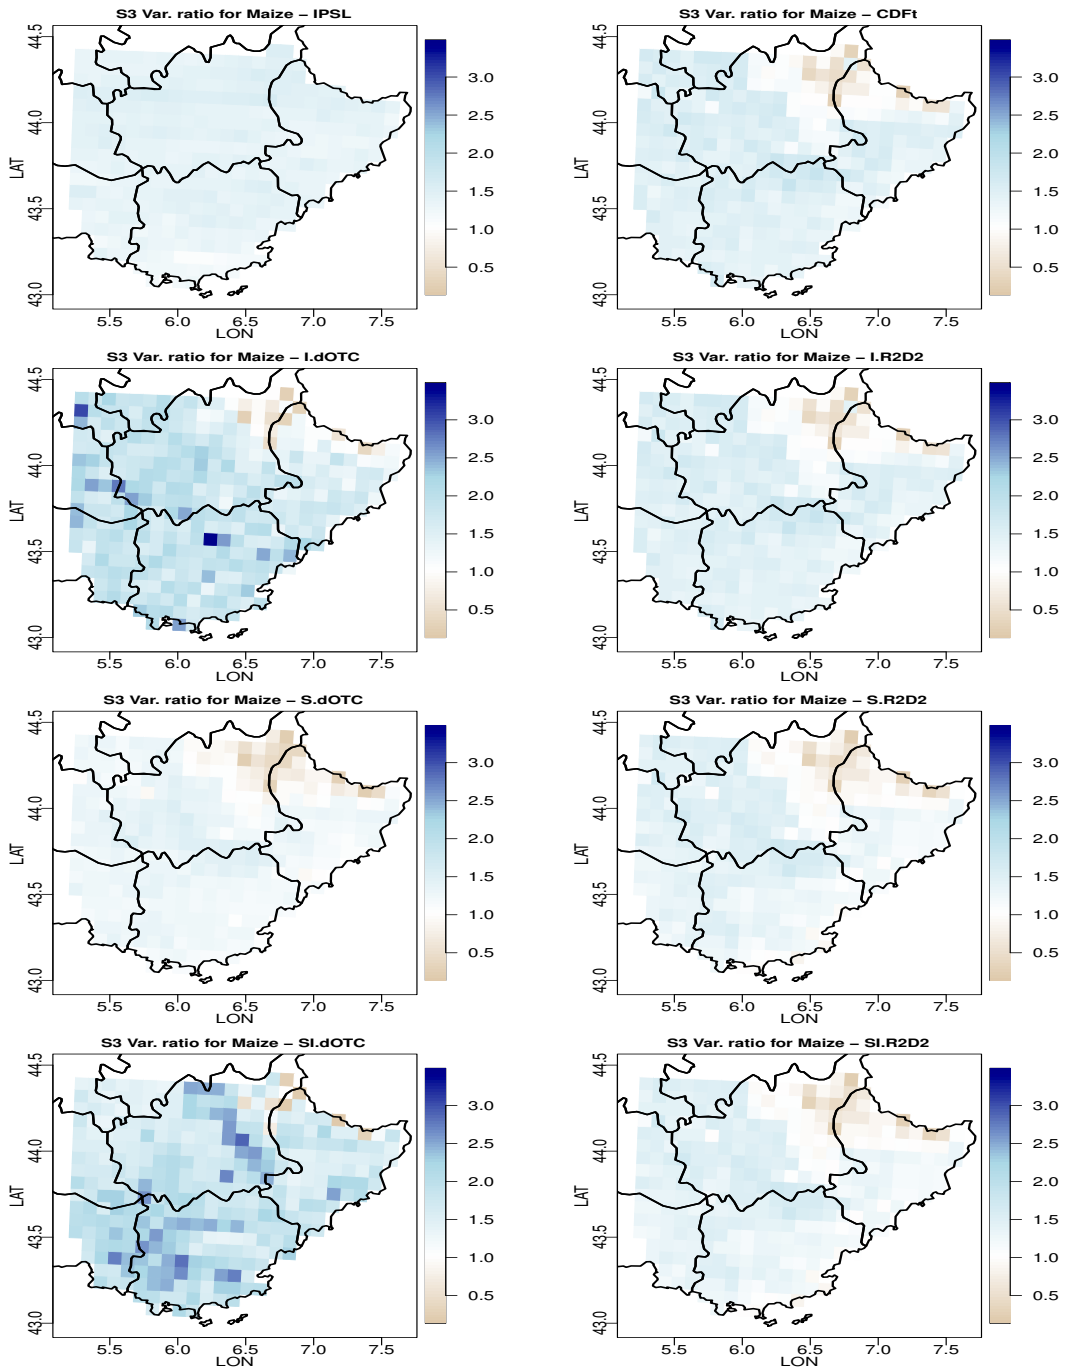 S3 Var. ratio for Maize – IPSL
LAT
44.5
44.0
43.5
43.0
5.5 6.0 6.5 7.0 7.5
LON
3.0
2.5
2.0
1.5
1.0
0.5
S3 Var. ratio for Maize – CDFt
LAT
44.5
44.0
43.5
43.0
5.5 6.0 6.5 7.0 7.5
LON
3.0
2.5
2.0
1.5
1.0
0.5
S3 Var. ratio for Maize – I.dOTC
LAT
44.5
44.0
43.5
43.0
5.5 6.0 6.5 7.0 7.5
LON
3.0
2.5
2.0
1.5
1.0
0.5
S3 Var. ratio for Maize – I.R2D2
LAT
44.5
44.0
43.5
43.0
5.5 6.0 6.5 7.0 7.5
LON
3.0
2.5
2.0
1.5
1.0
0.5
S3 Var. ratio for Maize – S.dOTC
LAT
44.5
44.0
43.5
43.0
5.5 6.0 6.5 7.0 7.5
LON
3.0
2.5
2.0
1.5
1.0
0.5
S3 Var. ratio for Maize – S.R2D2
LAT
44.5
44.0
43.5
43.0
5.5 6.0 6.5 7.0 7.5
LON
3.0
2.5
2.0
1.5
1.0
0.5
S3 Var. ratio for Maize – SI.dOTC
LAT
44.5
44.0
43.5
43.0
5.5 6.0 6.5 7.0 7.5
LON
3.0
2.5
2.0
1.5
1.0
0.5
S3 Var. ratio for Maize – SI.R2D2
LAT
44.5
44.0
43.5
43.0
5.5 6.0 6.5 7.0 7.5
LON
3.0
2.5
2.0
1.5
1.0
0.5